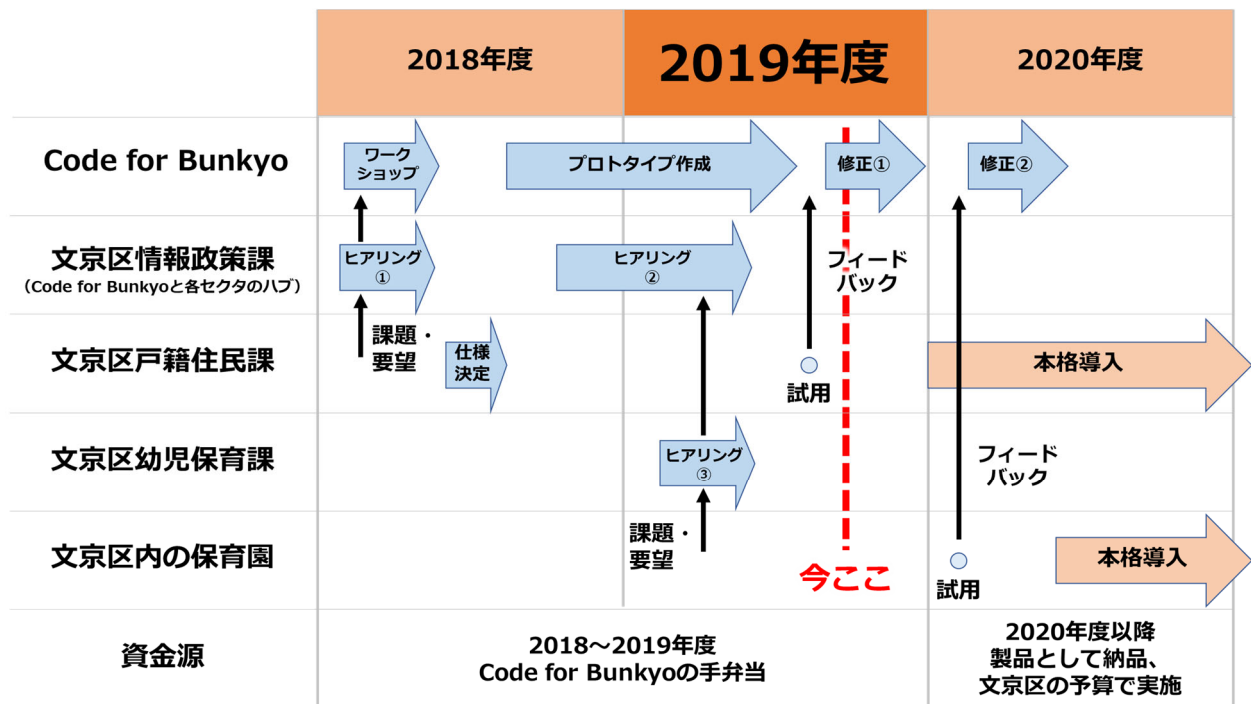 2018年度
2019年度
2020年度
Code for Bunkyo
ワーク
ショップ
プロトタイプ作成
修正①
修正②
文京区情報政策課
（Code for Bunkyoと各セクタのハブ）
ヒアリング
①
ヒアリング
②
フィード
バック
文京区戸籍住民課
課題・
要望
仕様
決定
試用
本格導入
文京区幼児保育課
ヒアリング
③
フィード
バック
文京区内の保育園
課題・
要望
今ここ
試用
本格導入
資金源
2018～2019年度
Code for Bunkyoの手弁当
2020年度以降
製品として納品、
文京区の予算で実施